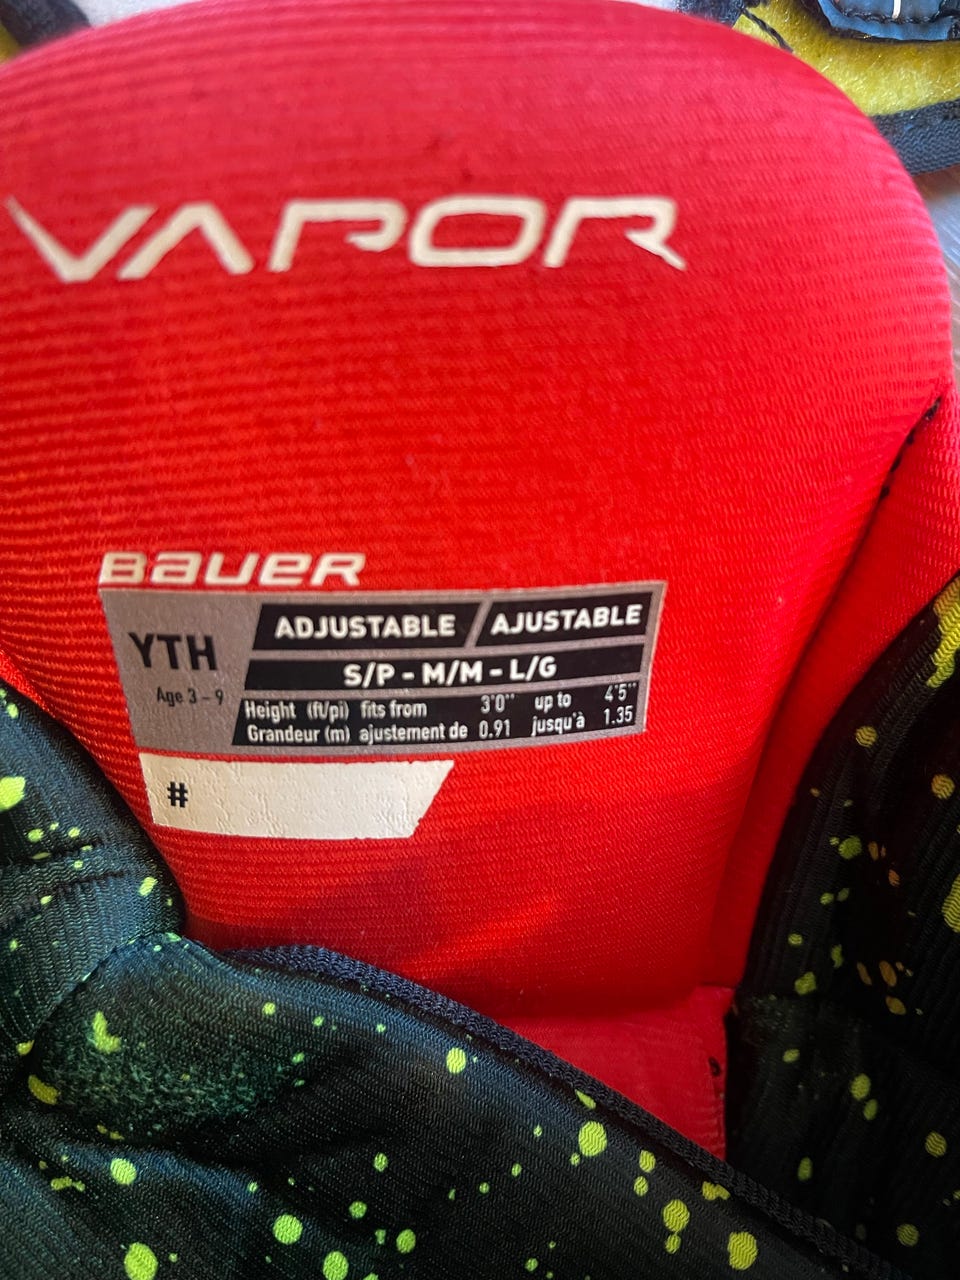 VAPOR
BAUER
YTH
Age 3 - 9
ADJUSTABLE / AJUSTABLE
S/P - M/M - L/G
Height (ft/pi) fits from 3'0'' up to 4'5''
Grandeur (m) ajustement de 0.91 jusqu'à 1.35
#